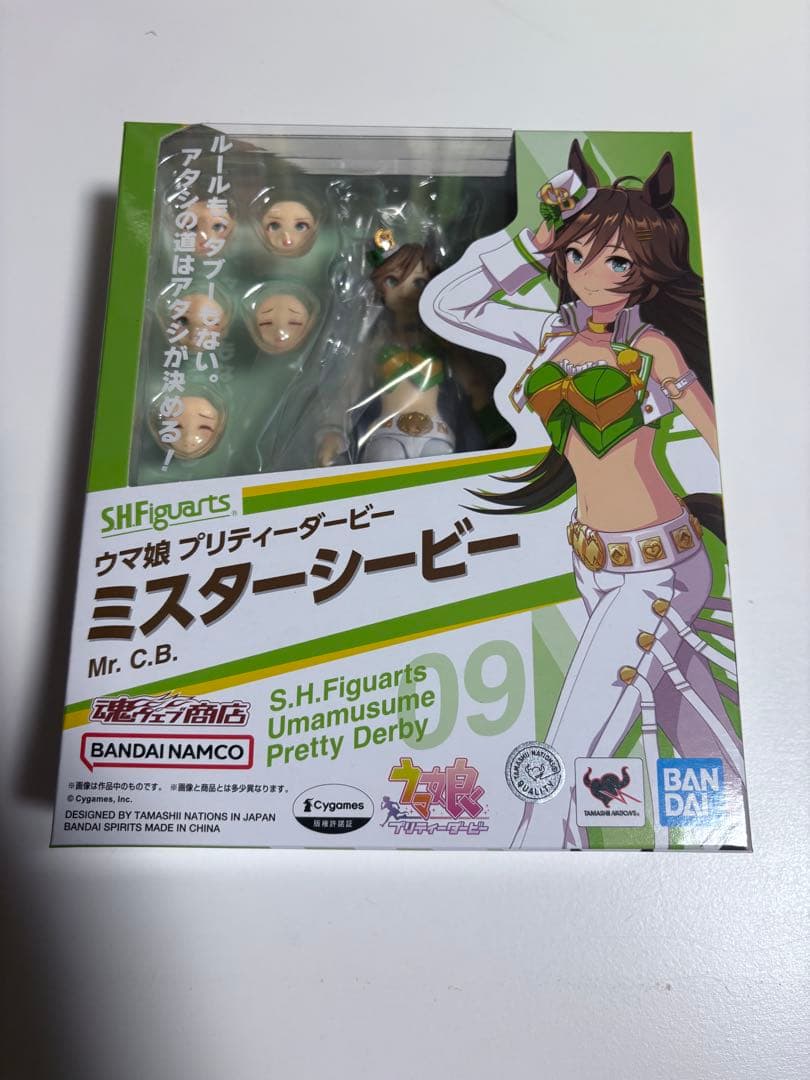 ルールも、タブーもない。
アタシの道はアタシが決める！
S.H.Figuarts
ウマ娘 プリティーダービー
ミスターシービー
Mr. C.B.
09
S.H.Figuarts
Umamusume
Pretty Derby
魂ウェブ商店
BANDAI NAMCO
※画像は作品中のものです。 ※画像と商品とは多少異なります。
© Cygames, Inc.
DESIGNED BY TAMASHII NATIONS IN JAPAN
BANDAI SPIRITS MADE IN CHINA
Cygames
版権許諾証
ウマ娘
プリティーダービー
TAMASHII NATIONS
QUALITY
TAMASHII NATIONS
BAN
DAI